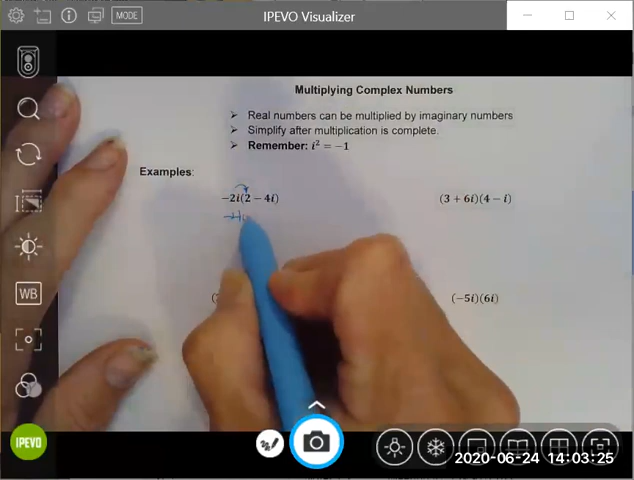 IPEVO Visualizer
MODE
Multiplying Complex Numbers
➢ Real numbers can be multiplied by imaginary numbers
➢ Simplify after multiplication is complete.
➢ Remember: i² = −1
Examples:
−2i(2 − 4i)
(3 + 6i)(4 − i)
-4i
(−5i)(6i)
WB
IPEVO
2020-06-24 14:03:25